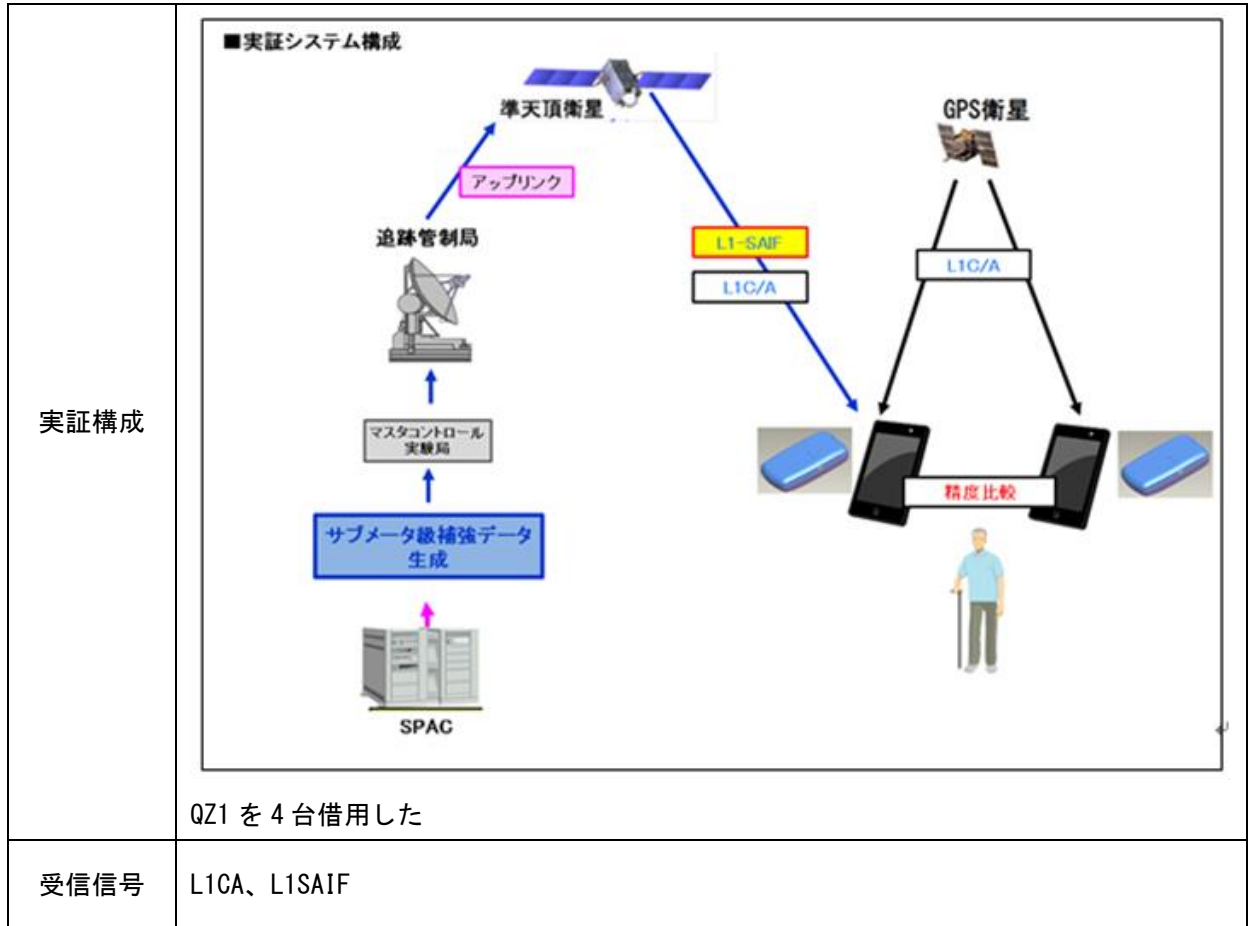 実証構成
■実証システム構成
準天頂衛星
GPS衛星
アップリンク
追跡管制局
L1-SAIF
L1C/A
L1C/A
マスタコントロール
実験局
精度比較
サブメータ級補強データ
生成
SPAC
QZ1 を 4 台借用した
受信信号
L1CA、L1SAIF